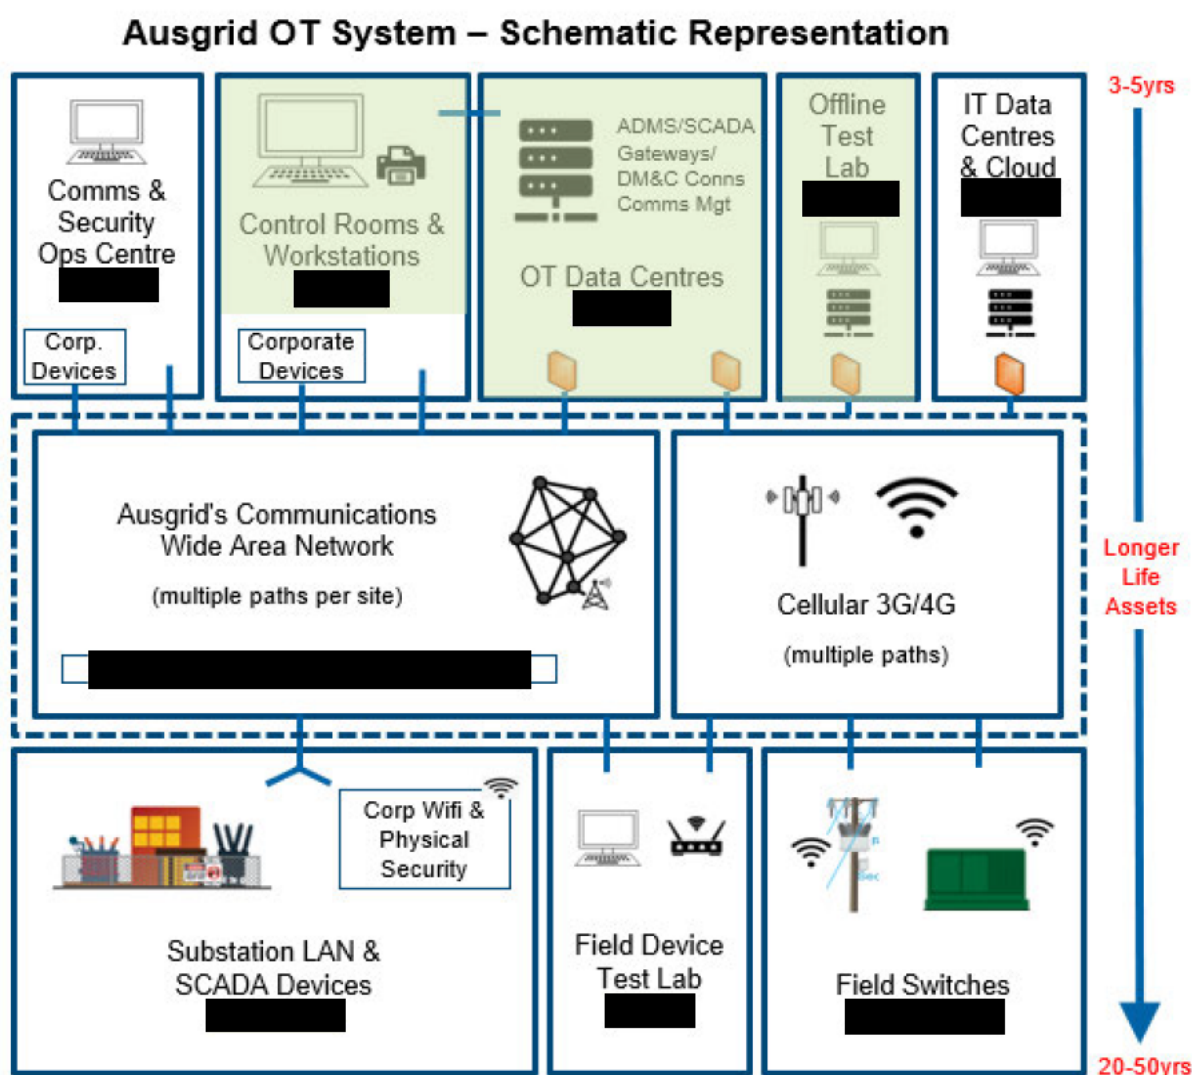 Ausgrid OT System – Schematic Representation
Comms &
Security
Ops Centre
Corp.
Devices
Control Rooms &
Workstations
Corporate
Devices
ADMS/SCADA
Gateways/
DM&C Conns
Comms Mgt
OT Data Centres
Offline
Test
Lab
IT Data
Centres
& Cloud
3-5yrs
Ausgrid's Communications
Wide Area Network
(multiple paths per site)
Cellular 3G/4G
(multiple paths)
Longer
Life
Assets
Corp Wifi &
Physical
Security
Substation LAN &
SCADA Devices
Field Device
Test Lab
Field Switches
20-50yrs